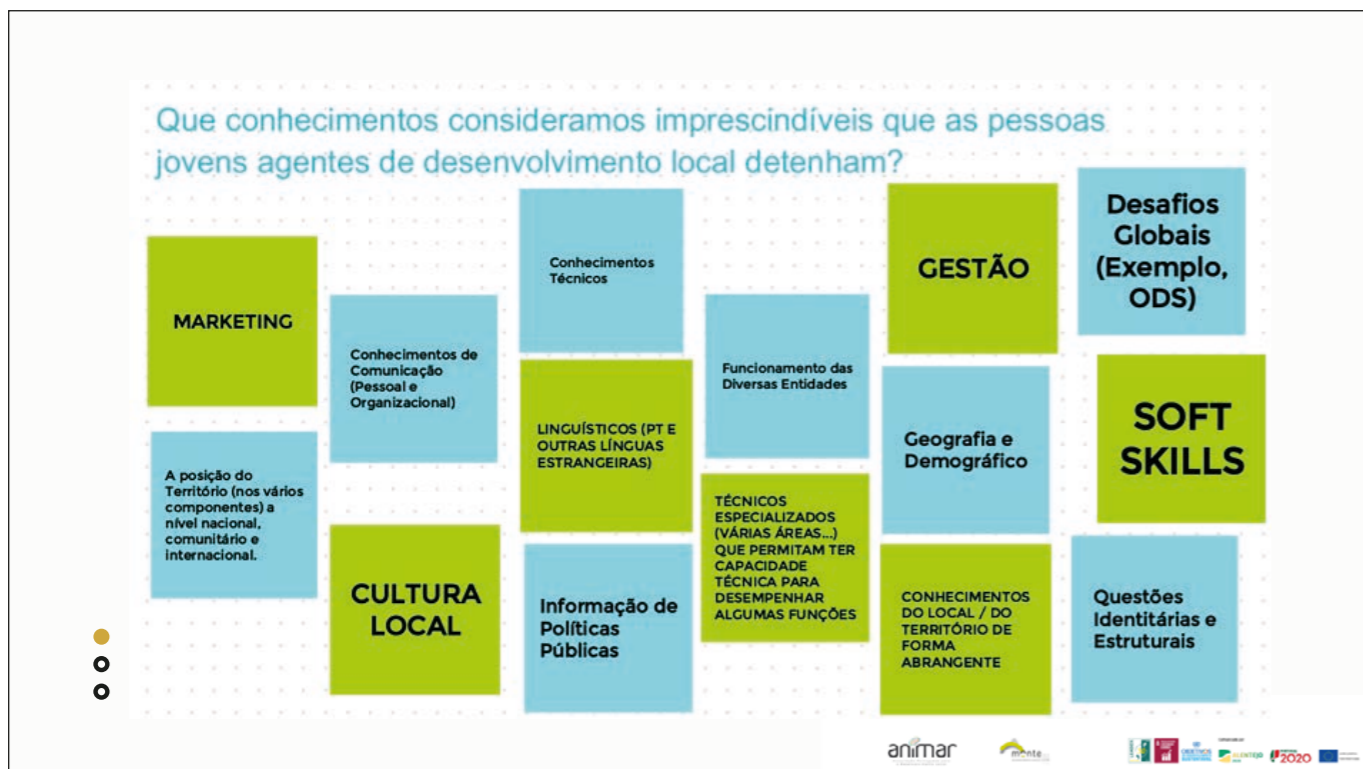 Que conhecimentos consideramos imprescindíveis que as pessoas
jovens agentes de desenvolvimento local detenham?
MARKETING
A posição do
Território (nos vários
componentes) a
nível nacional,
comunitário e
internacional.
Conhecimentos de
Comunicação
(Pessoal e
Organizacional)
CULTURA
LOCAL
Conhecimentos
Técnicos
LINGUÍSTICOS (PT E
OUTRAS LÍNGUAS
ESTRANGEIRAS)
Informação de
Políticas
Públicas
Funcionamento das
Diversas Entidades
TÉCNICOS
ESPECIALIZADOS
(VÁRIAS ÁREAS...)
QUE PERMITAM TER
CAPACIDADE
TÉCNICA PARA
DESEMPENHAR
ALGUMAS FUNÇÕES
GESTÃO
Geografia e
Demográfico
CONHECIMENTOS
DO LOCAL / DO
TERRITÓRIO DE
FORMA
ABRANGENTE
Desafios
Globais
(Exemplo,
ODS)
SOFT
SKILLS
Questões
Identitárias e
Estruturais
animar
monte
2020